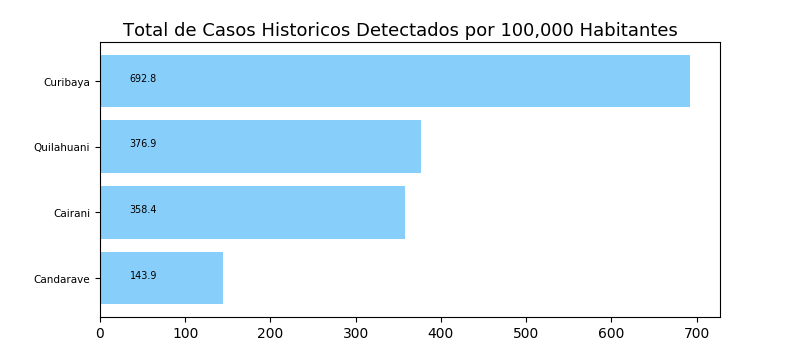 Total de Casos Historicos Detectados por 100,000 Habitantes
Curibaya 692.8
Quilahuani 376.9
Cairani 358.4
Candarave 143.9
0 100 200 300 400 500 600 700